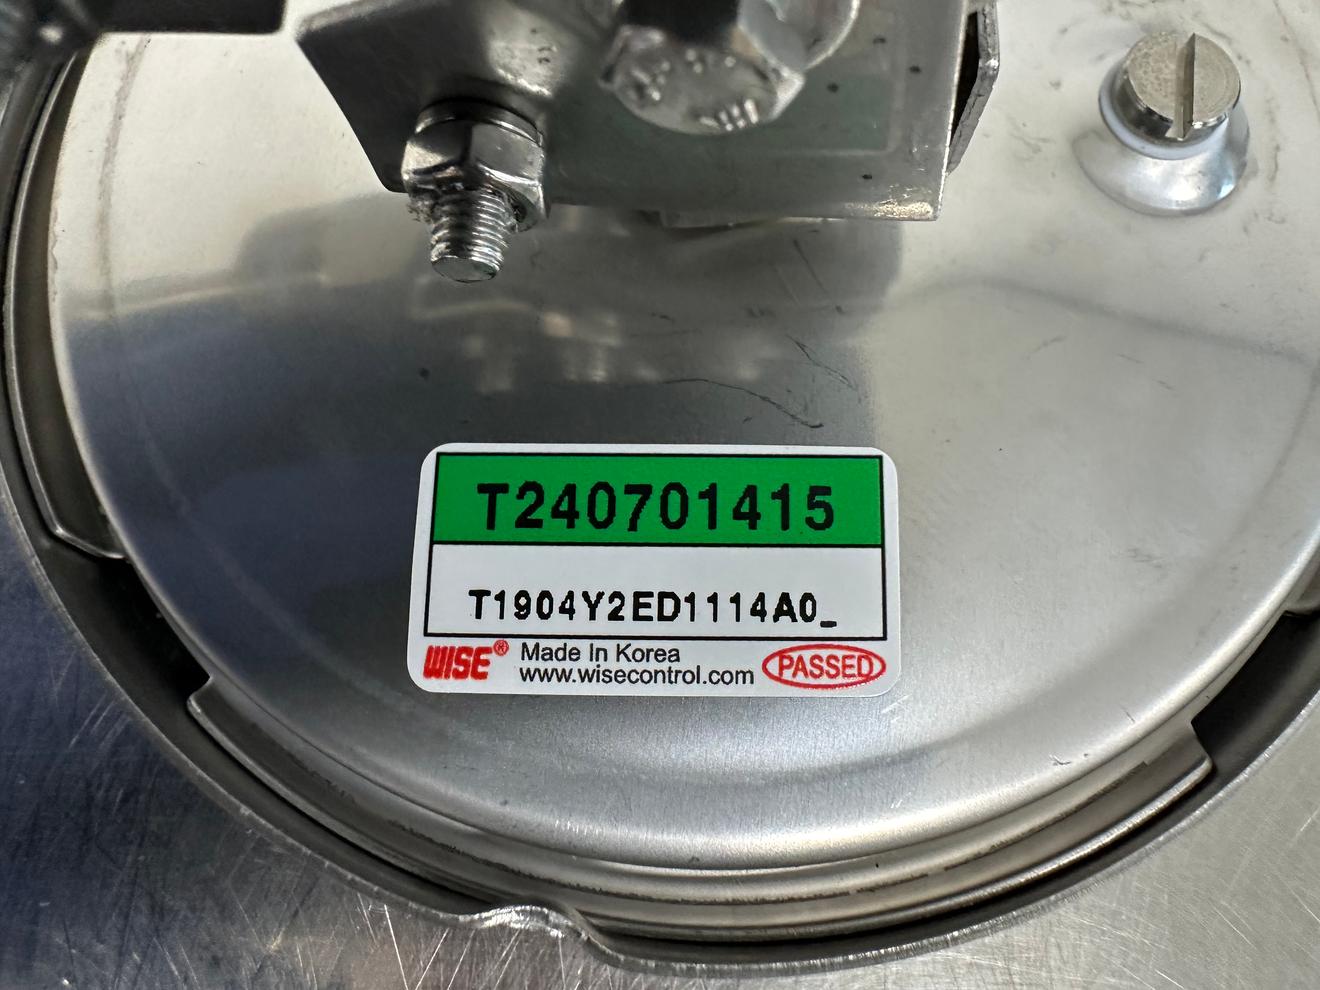 T240701415
T1904Y2ED1114A0_
WISE® Made In Korea
www.wisecontrol.com
PASSED